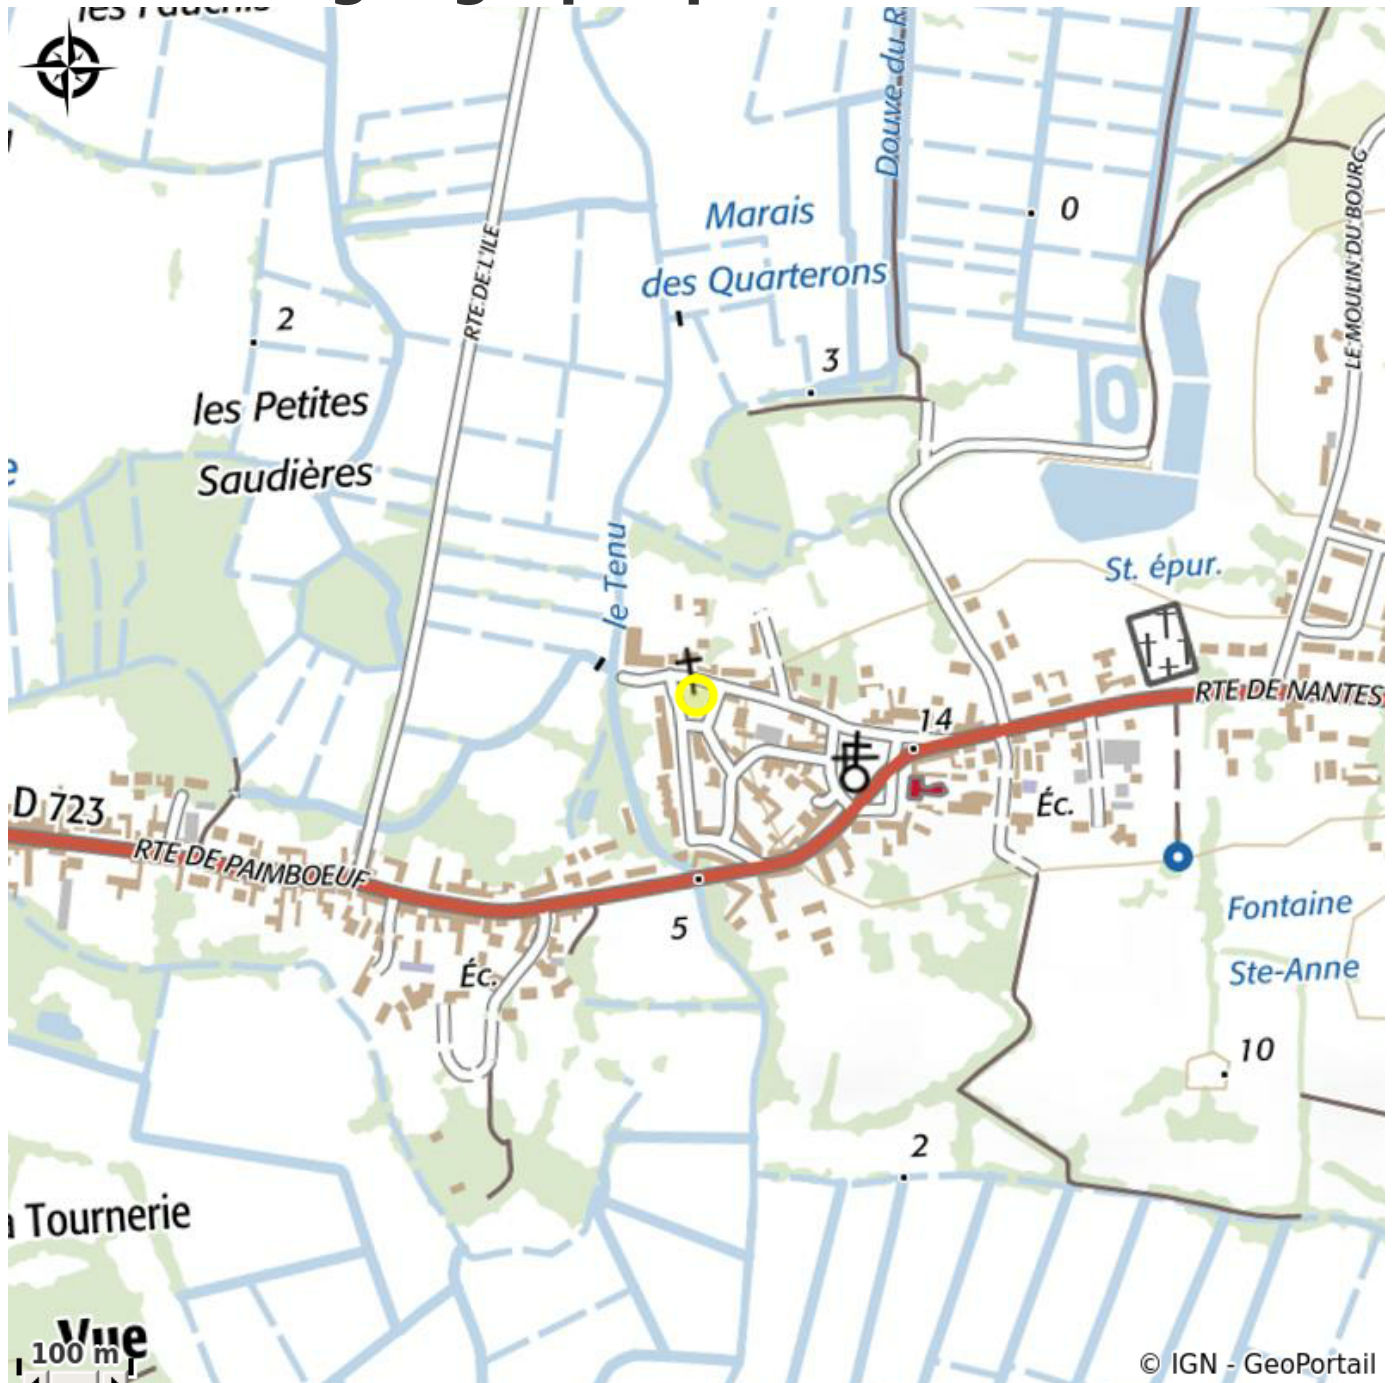 Douve du R
Marais
des Quarterons
0
RTE DE L'ILE
LE MOULIN DU BOURG
2
3
les Petites
Saudières
le Tenu
St. épur.
RTE DE NANTES
14
D 723
RTE DE PAIMBOEUF
Éc.
Éc.
5
Fontaine
Ste-Anne
10
2
Tournerie
Vue
100 m
© IGN - GeoPortail